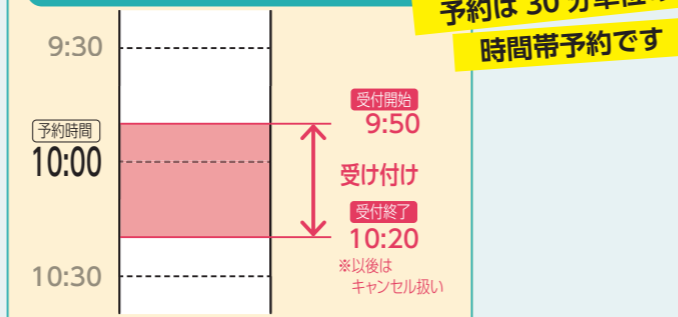 予約は 30 分単位の
時間帯予約です
9:30
受付開始
9:50
予約時間
10:00
受け付け
受付終了
10:20
10:30
※以後は
キャンセル扱い